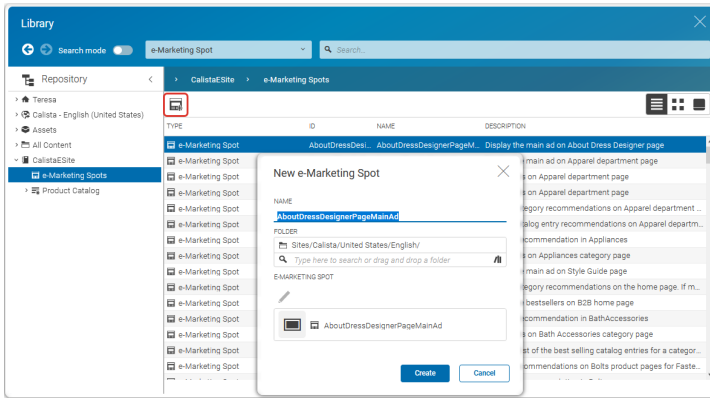 Library
Search mode
e-Marketing Spot
Search...
Repository
CalistaESite
e-Marketing Spots
Teresa
Calista - English (United States)
Assets
All Content
CalistaESite
e-Marketing Spots
Product Catalog
TYPE ID NAME DESCRIPTION
e-Marketing Spot AboutDressDesi... AboutDressDesignerPageM... Display the main ad on About Dress Designer page
e-Marketing Spot main ad on Apparel department page
e-Marketing Spot s on Apparel department page
e-Marketing Spot s on Apparel department page
e-Marketing Spot tegory recommendations on Apparel department ...
e-Marketing Spot alog entry recommendations on Apparel departm...
e-Marketing Spot ecommendation in Appliances
e-Marketing Spot s on Appliances category page
e-Marketing Spot main ad on Style Guide page
e-Marketing Spot tegory recommendations on the home page. If m...
e-Marketing Spot bestsellers on B2B home page
e-Marketing Spot ecommendation in BathAccessories
e-Marketing Spot s on Bath Accessories category page
e-Marketing Spot st of the best selling catalog entries for a categor...
e-Marketing Spot ommendations on Bolts product pages for Faste...
New e-Marketing Spot
NAME
AboutDressDesignerPageMainAd
FOLDER
Sites/Calista/United States/English/
Type here to search or drag and drop a folder
E-MARKETING SPOT
AboutDressDesignerPageMainAd
Create
Cancel